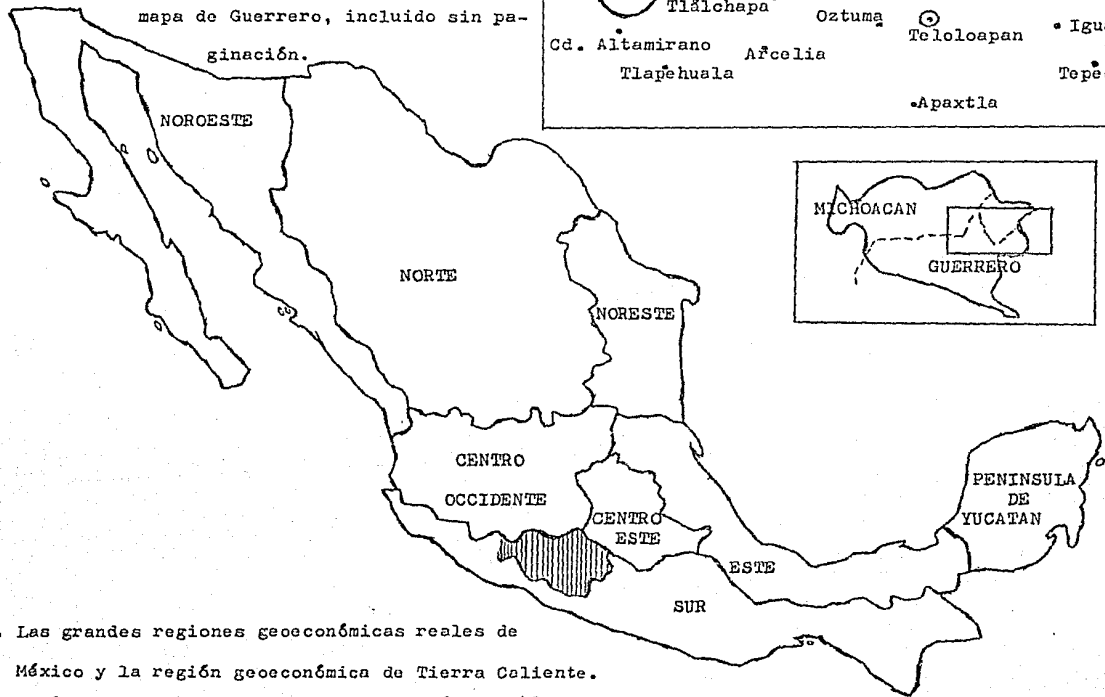 mapa de Guerrero, incluido sin pa-
ginación.
Tlalchapa
Oztuma
Teloloapan
Cd. Altamirano
Arcelia
Tlapehuala
Apaxtla
NOROESTE
MICHOACAN
GUERRERO
NORTE
NORESTE
CENTRO
OCCIDENTE
CENTRO
ESTE
PENINSULA
DE
YUCATAN
ESTE
SUR
Las grandes regiones geoeconómicas reales de
México y la región geoeconómica de Tierra Caliente.